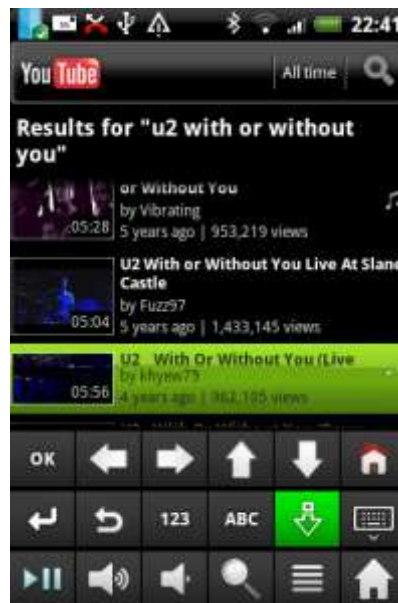 22:41
You Tube
All time
Results for "u2 with or without
you"
or Without You
by Vibrating
05:28
5 years ago | 953,219 views
U2 With or Without You Live At Slane
Castle
by Fuzz97
05:04
5 years ago | 1,433,145 views
U2 With Or Without You (Live
by khyew75
05:56
4 years ago | 962,105 views
OK
123
ABC